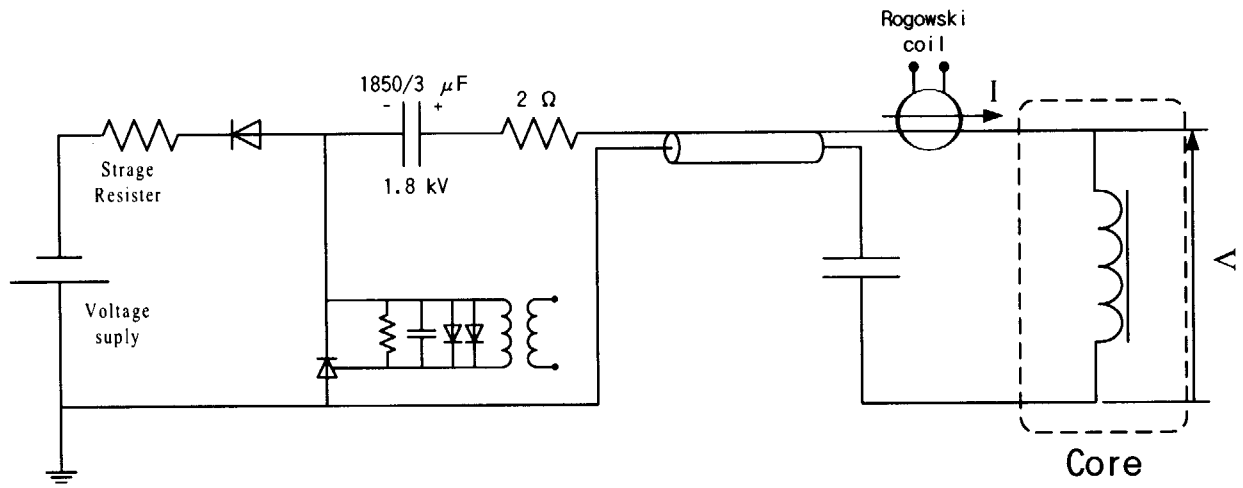 Rogowski
coil
1850/3 μF
- +
2 Ω
I
Strage
Resister
1.8 kV
V
Voltage
suply
Core